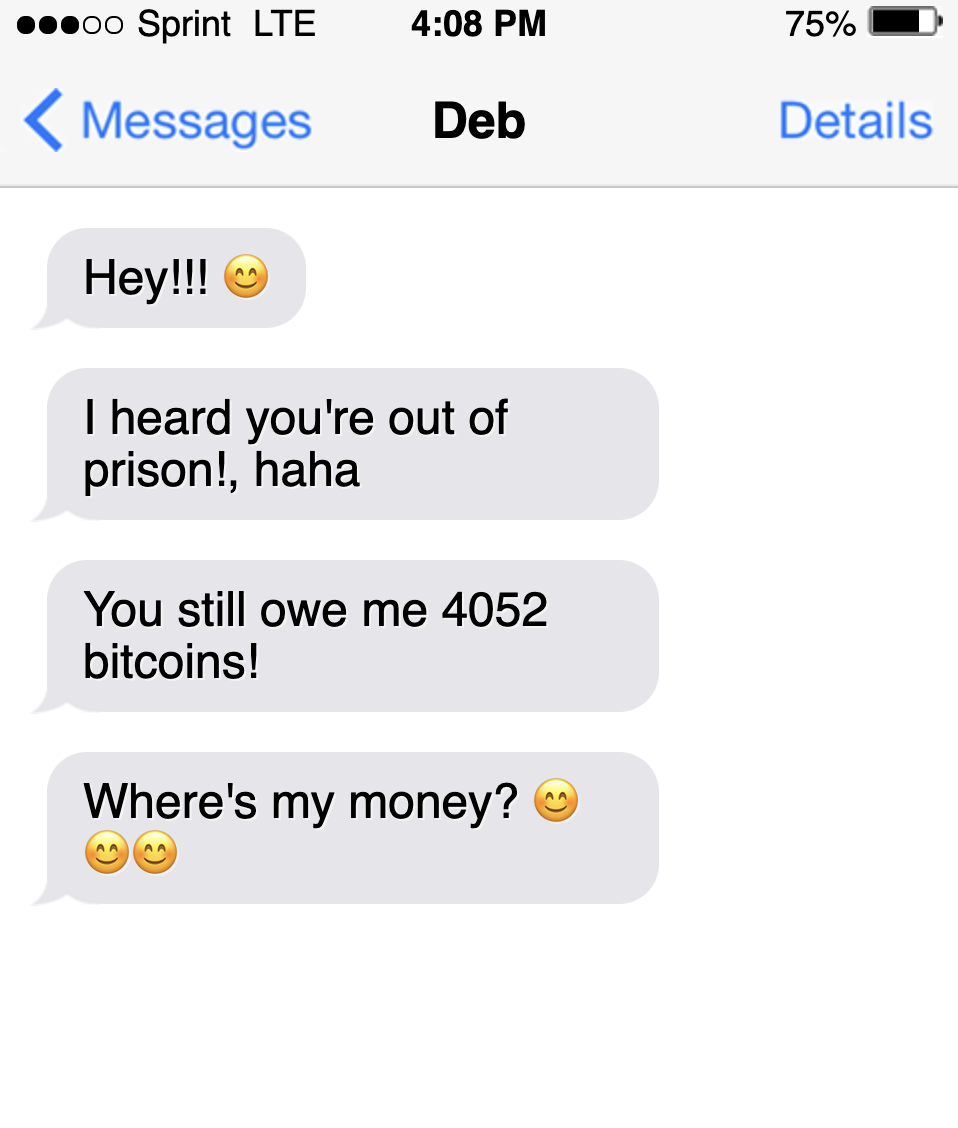 ●●●○○ Sprint LTE 4:08 PM 75%
Messages Deb Details
Hey!!! 😊
I heard you're out of
prison!, haha
You still owe me 4052
bitcoins!
Where's my money? 😊
😊😊